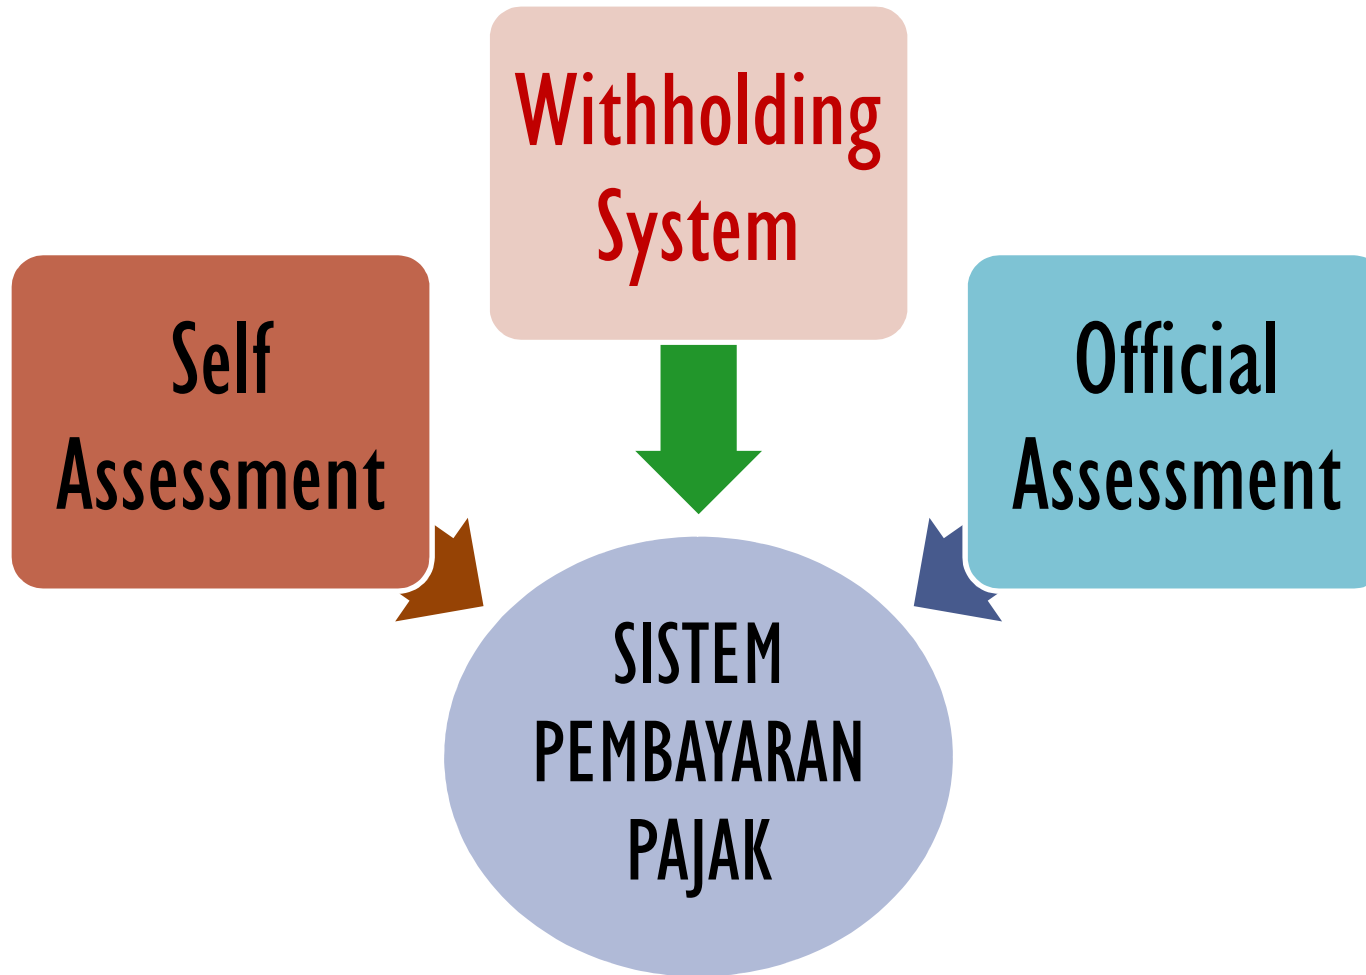 Withholding
System
Self
Assessment
Official
Assessment
SISTEM
PEMBAYARAN
PAJAK